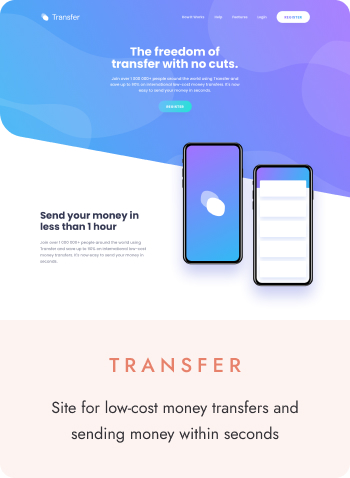 Transfer
Help
Features
Login
REGISTER
The freedom of
transfer with no cuts.
Join over 1 000 000+ people around the world using Transfer and
save up to 90% on international low-cost money transfers. It's now
easy to send your money in seconds.
REGISTER
Send your money in
less than 1 hour
Join over 1 000 000+ people around the world using
Transfer and save up to 90% on international low-cost
money transfers. It's now easy to send your money in
seconds.
TRANSFER
Site for low-cost money transfers and
sending money within seconds